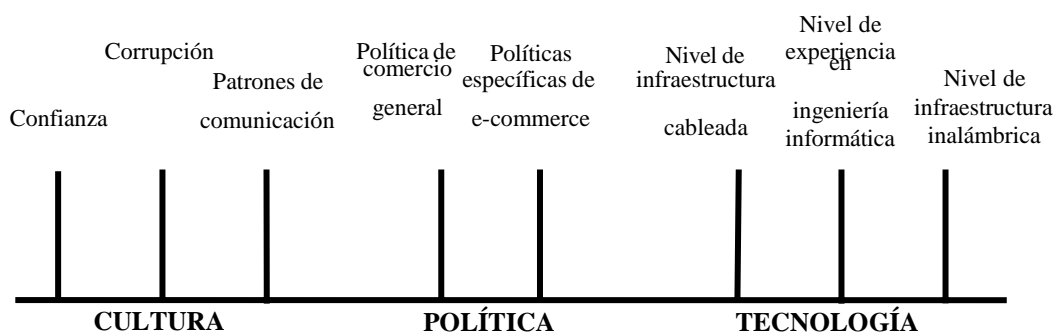 Confianza
Corrupción
Patrones de
comunicación
Política de
comercio
general
Políticas
específicas de
e-commerce
Nivel de
infraestructura
cableada
Nivel de
experiencia
en
ingeniería
informática
Nivel de
infraestructura
inalámbrica
CULTURA
POLÍTICA
TECNOLOGÍA